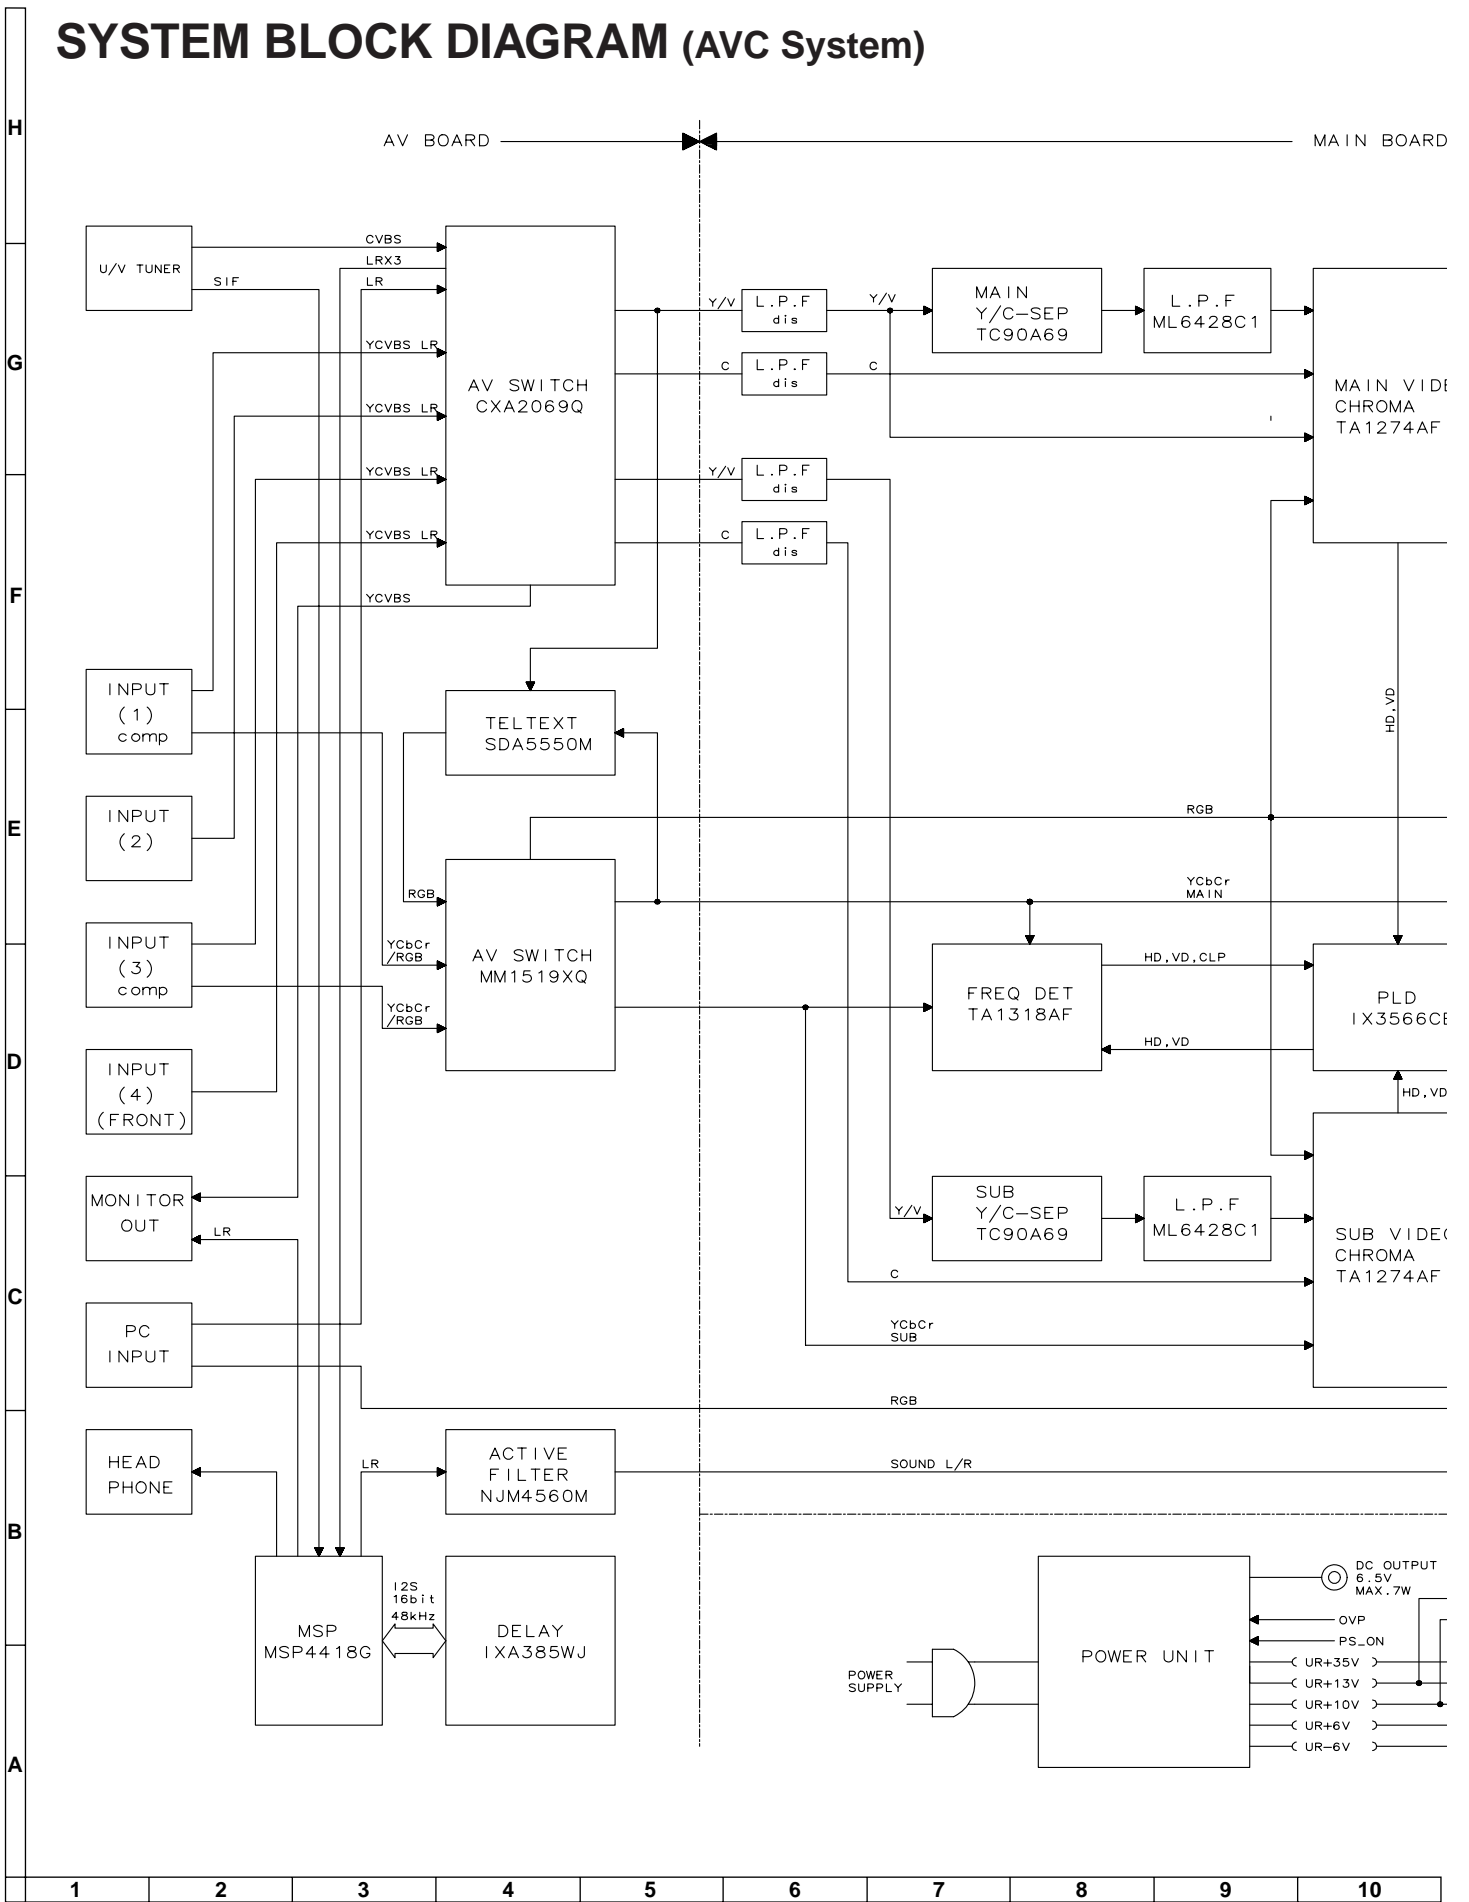 SYSTEM BLOCK DIAGRAM (AVC System)
H
AV BOARD
MAIN BOARD
U/V TUNER
CVBS
LRX3
LR
SIF
G
YCVBS LR
YCVBS LR
YCVBS LR
YCVBS LR
AV SWITCH
CXA2069Q
Y/V
L.P.F
dis
Y/V
MAIN
Y/C-SEP
TC90A69
L.P.F
ML6428C1
C
L.P.F
dis
C
MAIN VIDE
CHROMA
TA1274AF
Y/V
L.P.F
dis
C
L.P.F
dis
F
YCVBS
INPUT
(1)
comp
TELTEXT
SDA5550M
HD,VD
E
INPUT
(2)
RGB
RGB
YCbCr
MAIN
INPUT
(3)
comp
YCbCr
/RGB
YCbCr
/RGB
AV SWITCH
MM1519XQ
FREQ DET
TA1318AF
HD,VD,CLP
HD,VD
PLD
IX3566CE
D
INPUT
(4)
(FRONT)
HD,VD
MONITOR
OUT
LR
Y/V
SUB
Y/C-SEP
TC90A69
L.P.F
ML6428C1
SUB VIDEO
CHROMA
TA1274AF
C
C
PC
INPUT
YCbCr
SUB
RGB
HEAD
PHONE
LR
ACTIVE
FILTER
NJM4560M
SOUND L/R
B
MSP
MSP4418G
I2S
16bit
48kHz
DELAY
IXA385WJ
POWER
SUPPLY
POWER UNIT
DC OUTPUT
6.5V
MAX.7W
OVP
PS_ON
UR+35V
UR+13V
UR+10V
UR+6V
UR-6V
A
1 2 3 4 5 6 7 8 9 10